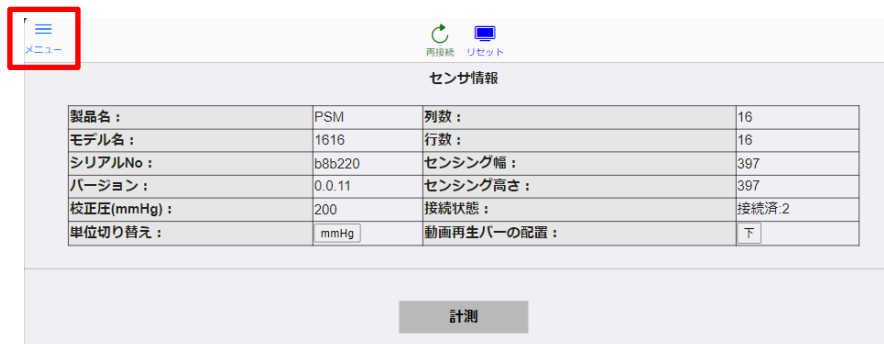 メニュー
再接続 リセット
センサ情報
製品名： PSM 列数： 16
モデル名： 1616 行数： 16
シリアルNo： b8b220 センシング幅： 397
バージョン： 0.0.11 センシング高さ： 397
校正圧(mmHg)： 200 接続状態： 接続済:2
単位切り替え： mmHg 動画再生バーの配置： 下
計測